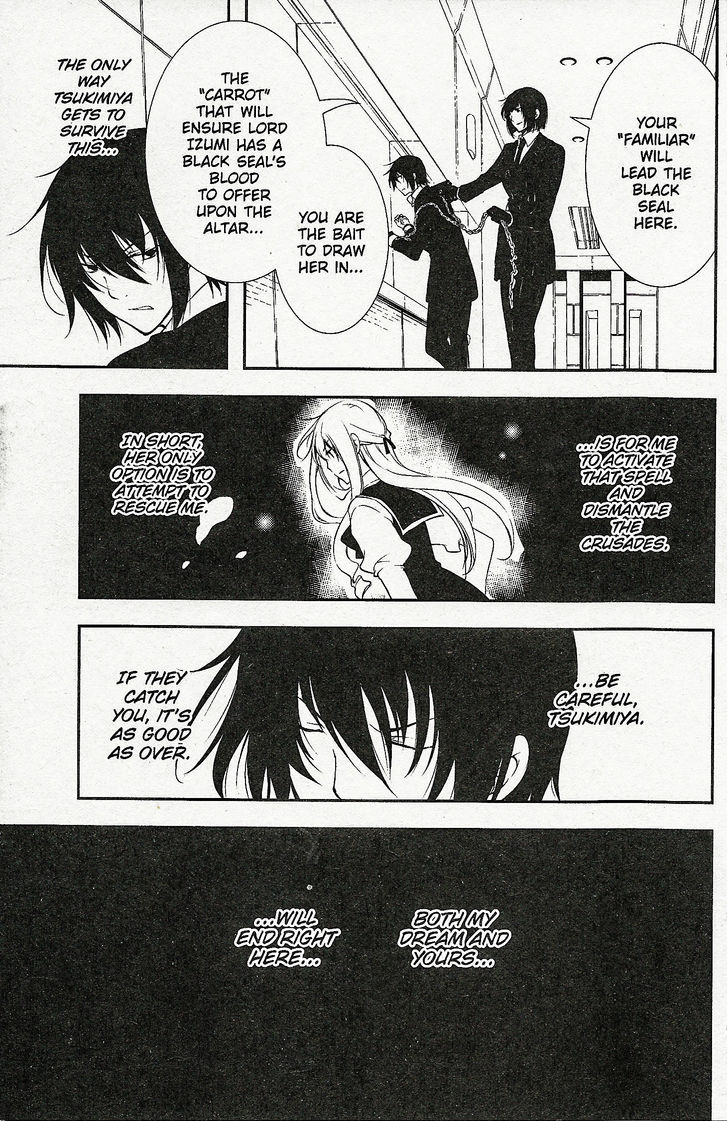 YOUR
"FAMILIAR"
WILL
LEAD THE
BLACK
SEAL
HERE.
YOU ARE
THE BAIT
TO DRAW
HER IN...
THE
"CARROT"
THAT WILL
ENSURE LORD
IZUMI HAS A
BLACK SEAL'S
BLOOD
TO OFFER
UPON THE
ALTAR...
THE ONLY
WAY
TSUKIMIYA
GETS TO
SURVIVE
THIS...
...IS FOR ME
TO ACTIVATE
THAT SPELL
AND
DISMANTLE
THE
CRUSADES.
IN SHORT,
HER ONLY
OPTION IS TO
ATTEMPT TO
RESCUE ME.
...BE
CAREFUL,
TSUKIMIYA.
IF THEY
CATCH
YOU, IT'S
AS GOOD
AS OVER.
BOTH MY
DREAM AND
YOURS...
...WILL
END RIGHT
HERE...